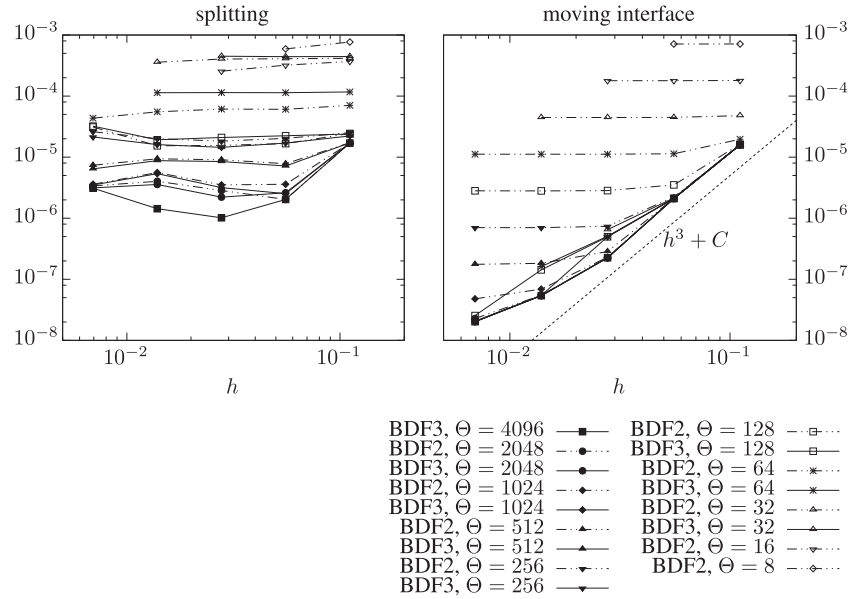 splitting
moving interface
10⁻³
10⁻³
10⁻⁴
10⁻⁴
10⁻⁵
10⁻⁵
10⁻⁶
10⁻⁶
h³ + C
10⁻⁷
10⁻⁷
10⁻⁸
10⁻⁸
10⁻²
10⁻¹
10⁻²
10⁻¹
h
h
BDF3, Θ = 4096
BDF2, Θ = 2048
BDF3, Θ = 2048
BDF2, Θ = 1024
BDF3, Θ = 1024
BDF2, Θ = 512
BDF3, Θ = 512
BDF2, Θ = 256
BDF3, Θ = 256
BDF2, Θ = 128
BDF3, Θ = 128
BDF2, Θ = 64
BDF3, Θ = 64
BDF2, Θ = 32
BDF3, Θ = 32
BDF2, Θ = 16
BDF2, Θ = 8